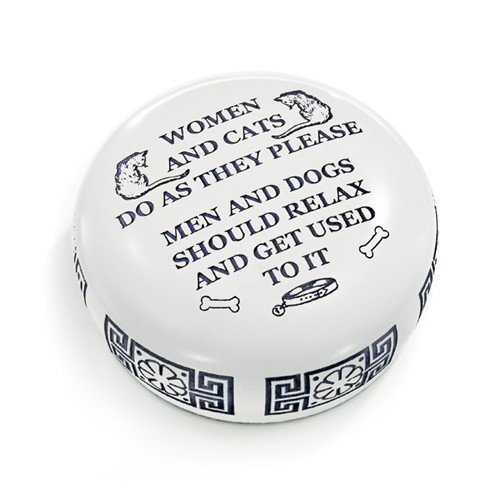 WOMEN
AND CATS
DO AS THEY PLEASE
MEN AND DOGS
SHOULD RELAX
AND GET USED
TO IT